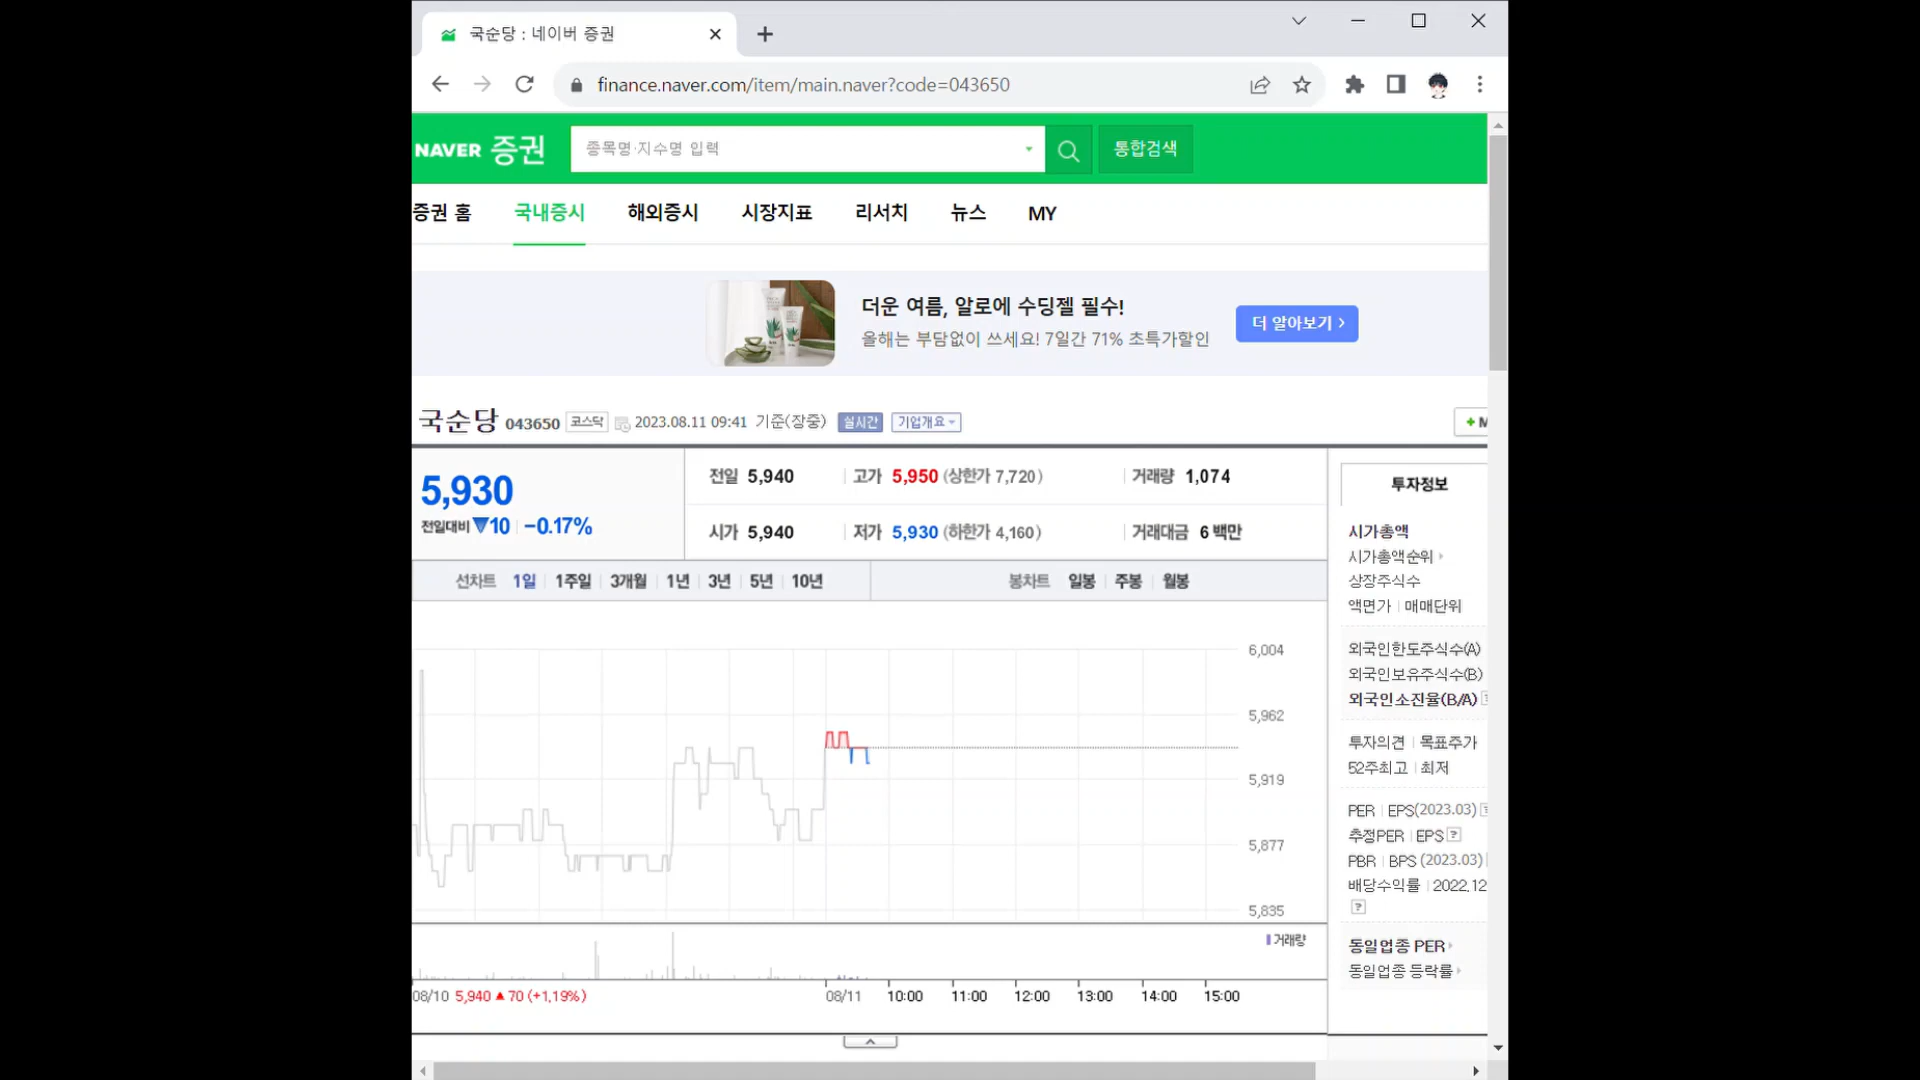 국순당 : 네이버 증권
finance.naver.com/item/main.naver?code=043650
NAVER 증권
종목명·지수명 입력
통합검색
증권 홈 국내증시 해외증시 시장지표 리서치 뉴스 MY
더운 여름, 알로에 수딩젤 필수!
올해는 부담없이 쓰세요! 7일간 71% 초특가할인
더 알아보기 >
국순당 043650 코스닥 2023.08.11 09:41 기준(장중) 실시간 기업개요
+ M
5,930
전일대비 ▼10 -0.17%
전일 5,940 고가 5,950 (상한가 7,720) 거래량 1,074
시가 5,940 저가 5,930 (하한가 4,160) 거래대금 6 백만
선차트 1일 1주일 3개월 1년 3년 5년 10년 봉차트 일봉 주봉 월봉
6,004
5,962
5,919
5,877
5,835
거래량
08/10 5,940 ▲70 (+1,19%)
08/11 10:00 11:00 12:00 13:00 14:00 15:00
투자정보
시가총액
시가총액순위
상장주식수
액면가 | 매매단위
외국인한도주식수(A)
외국인보유주식수(B)
외국인소진율(B/A) ?
투자의견 | 목표주가
52주최고 | 최저
PER | EPS(2023.03) ?
추정PER | EPS ?
PBR | BPS (2023.03)
배당수익률 | 2022.12
?
동일업종 PER
동일업종 등락률